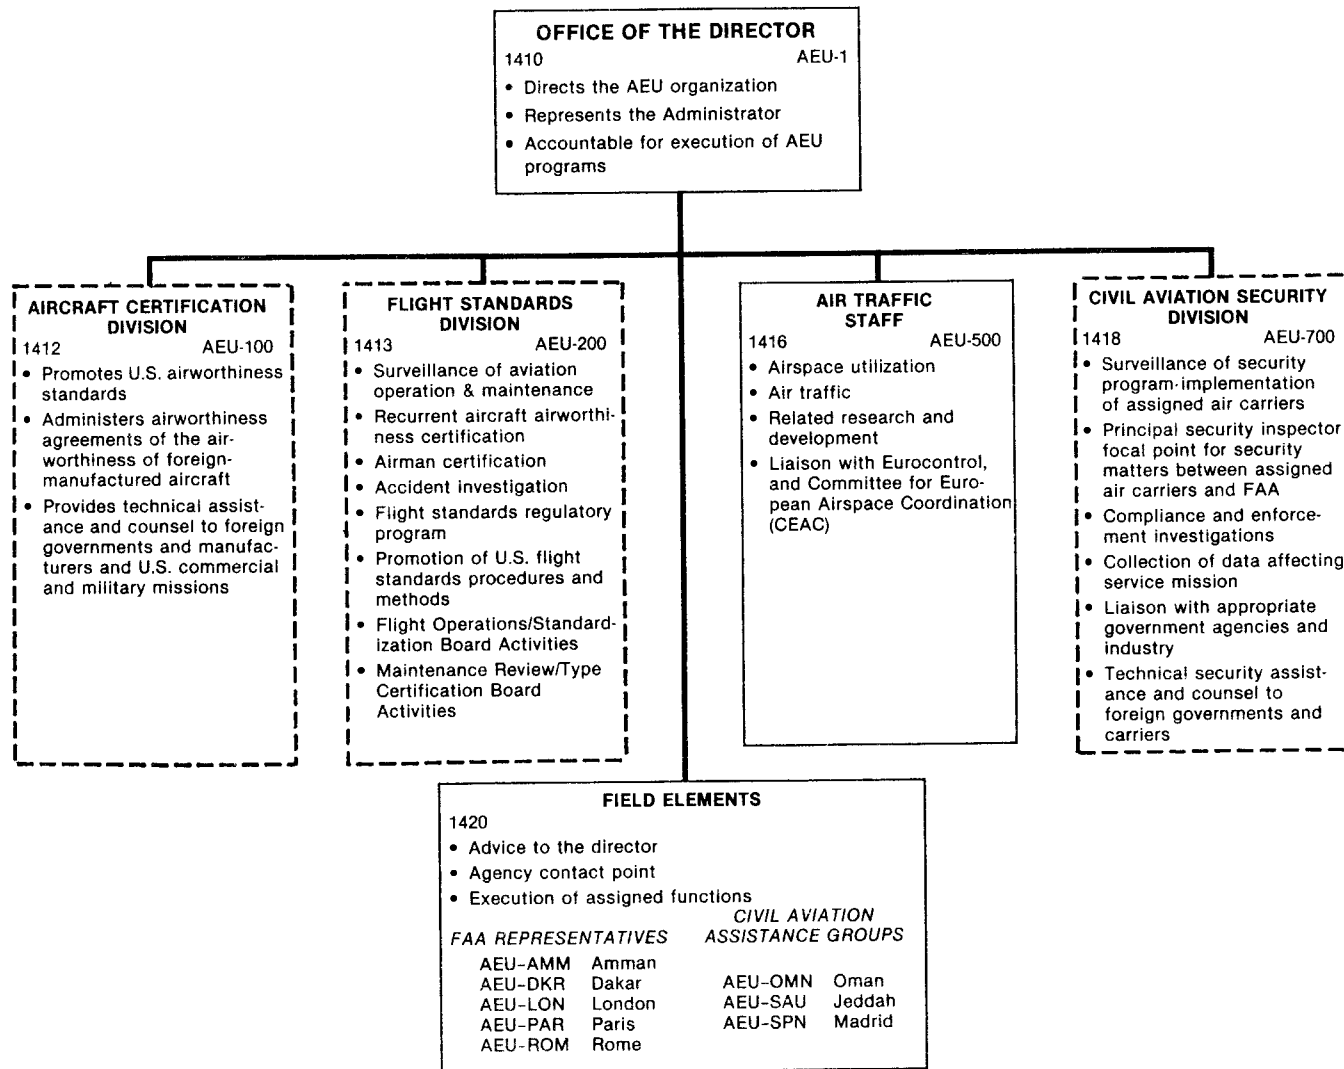 OFFICE OF THE DIRECTOR
1410 AEU-1
• Directs the AEU organization
• Represents the Administrator
• Accountable for execution of AEU
programs
AIRCRAFT CERTIFICATION
DIVISION
1412 AEU-100
• Promotes U.S. airworthiness
standards
• Administers airworthiness
agreements of the air-
worthiness of foreign-
manufactured aircraft
• Provides technical assist-
ance and counsel to foreign
governments and manufac-
turers and U.S. commercial
and military missions
FLIGHT STANDARDS
DIVISION
1413 AEU-200
• Surveillance of aviation
operation & maintenance
• Recurrent aircraft airworthi-
ness certification
• Airman certification
• Accident investigation
• Flight standards regulatory
program
• Promotion of U.S. flight
standards procedures and
methods
• Flight Operations/Standard-
ization Board Activities
• Maintenance Review/Type
Certification Board
Activities
AIR TRAFFIC
STAFF
1416 AEU-500
• Airspace utilization
• Air traffic
• Related research and
development
• Liaison with Eurocontrol,
and Committee for Euro-
pean Airspace Coordination
(CEAC)
CIVIL AVIATION SECURITY
DIVISION
1418 AEU-700
• Surveillance of security
program implementation
of assigned air carriers
• Principal security inspector
focal point for security
matters between assigned
air carriers and FAA
• Compliance and enforce-
ment investigations
• Collection of data affecting
service mission
• Liaison with appropriate
government agencies and
industry
• Technical security assist-
ance and counsel to
foreign governments and
carriers
FIELD ELEMENTS
1420
• Advice to the director
• Agency contact point
• Execution of assigned functions
FAA REPRESENTATIVES
AEU-AMM Amman
AEU-DKR Dakar
AEU-LON London
AEU-PAR Paris
AEU-ROM Rome
CIVIL AVIATION
ASSISTANCE GROUPS
AEU-OMN Oman
AEU-SAU Jeddah
AEU-SPN Madrid